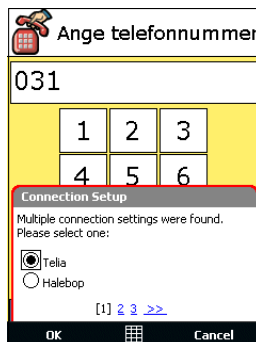 Ange telefonnummer
031
1 2 3
4 5 6
Connection Setup
Multiple connection settings were found.
Please select one:
Telia
Halebop
[1] 2 3 >>
OK Cancel